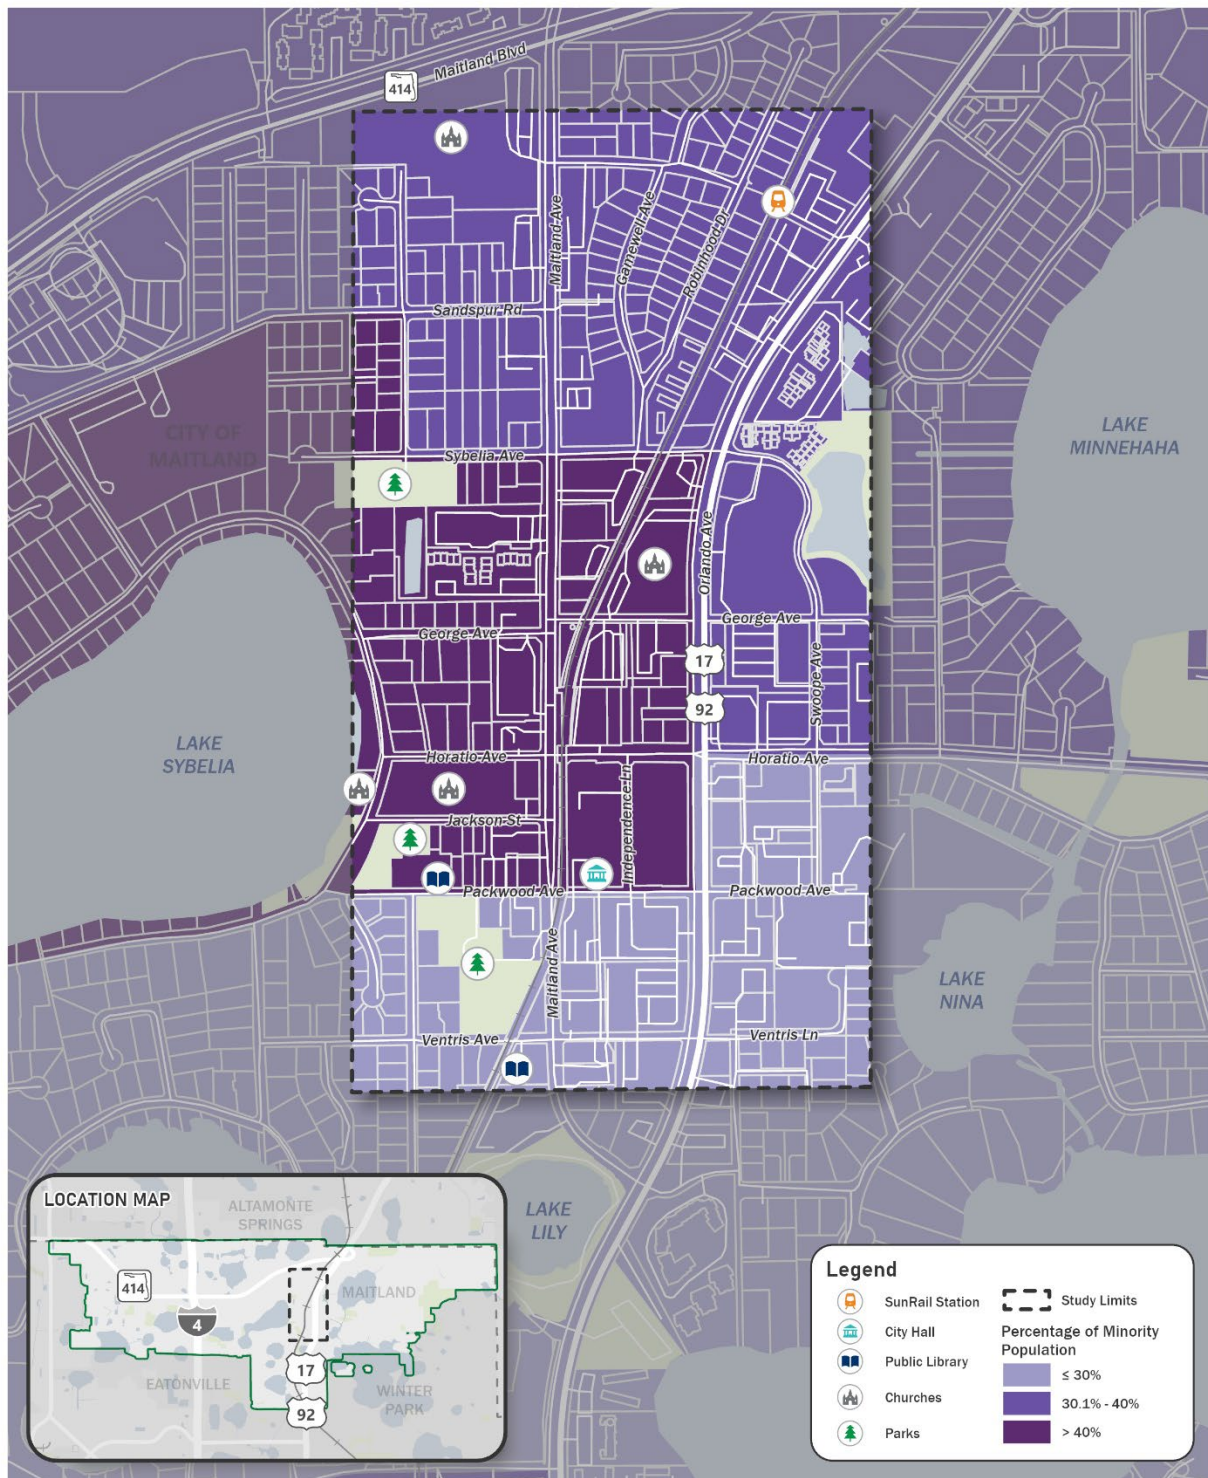 Maitland Blvd
414
Maitland Ave
Gamewell Ave
Robinhood Dr
Sandspur Rd
CITY OF
MAITLAND
LAKE
MINNEHAHA
Sybelia Ave
Orlando Ave
George Ave
George Ave
17
Swoope Ave
92
LAKE
SYBELIA
Horatio Ave
Horatio Ave
Jackson St
Independence Ln
Packwood Ave
Packwood Ave
Maitland Ave
LAKE
NINA
Ventris Ave
Ventris Ln
LAKE
LILY
LOCATION MAP
ALTAMONTE
SPRINGS
414
MAITLAND
4
17
EATONVILLE
WINTER
PARK
92
Legend
SunRail Station
City Hall
Public Library
Churches
Parks
Study Limits
Percentage of Minority
Population
≤ 30%
30.1% - 40%
> 40%